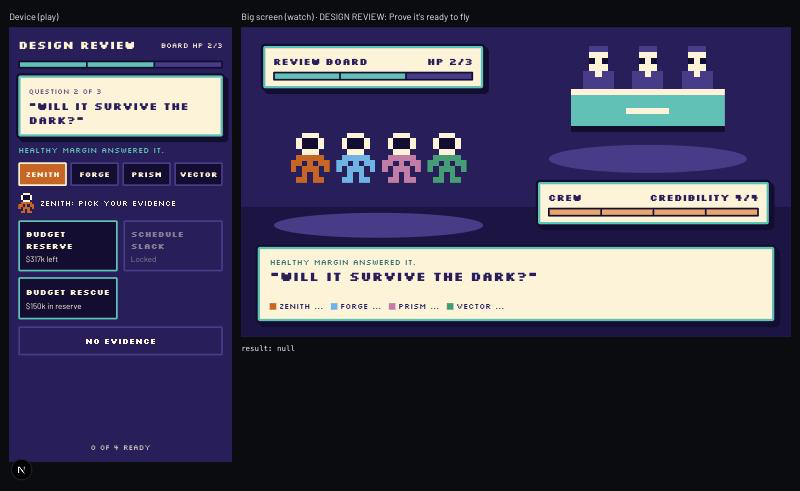 Device (play)
DESIGN REVIEW
BOARD HP 2/3
QUESTION 2 OF 3
"WILL IT SURVIVE THE
DARK?"
HEALTHY MARGIN ANSWERED IT.
ZENITH
FORGE
PRISM
VECTOR
ZENITH: PICK YOUR EVIDENCE
BUDGET
RESERVE
$317k left
SCHEDULE
SLACK
Locked
BUDGET RESCUE
$150k in reserve
NO EVIDENCE
0 OF 4 READY
N
Big screen (watch) · DESIGN REVIEW: Prove it's ready to fly
REVIEW BOARD
HP 2/3
CREW
CREDIBILITY 4/4
HEALTHY MARGIN ANSWERED IT.
"WILL IT SURVIVE THE DARK?"
ZENITH ... FORGE ... PRISM ... VECTOR ...
result: null